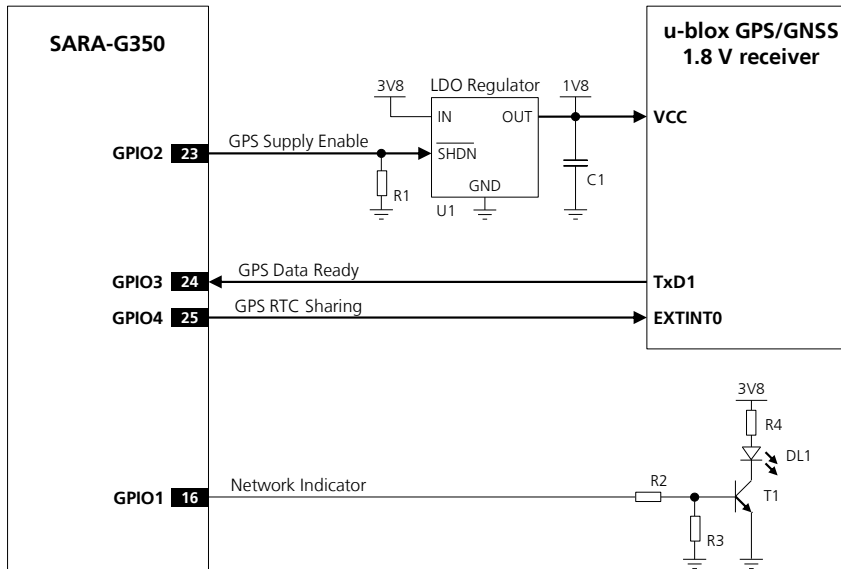 SARA-G350
u-blox GPS/GNSS
1.8 V receiver
3V8
LDO Regulator
1V8
IN
OUT
VCC
GPIO2 23
GPS Supply Enable
SHDN
C1
R1
GND
U1
GPIO3 24
GPS Data Ready
TxD1
GPIO4 25
GPS RTC Sharing
EXTINT0
3V8
R4
DL1
GPIO1 16
Network Indicator
R2
T1
R3